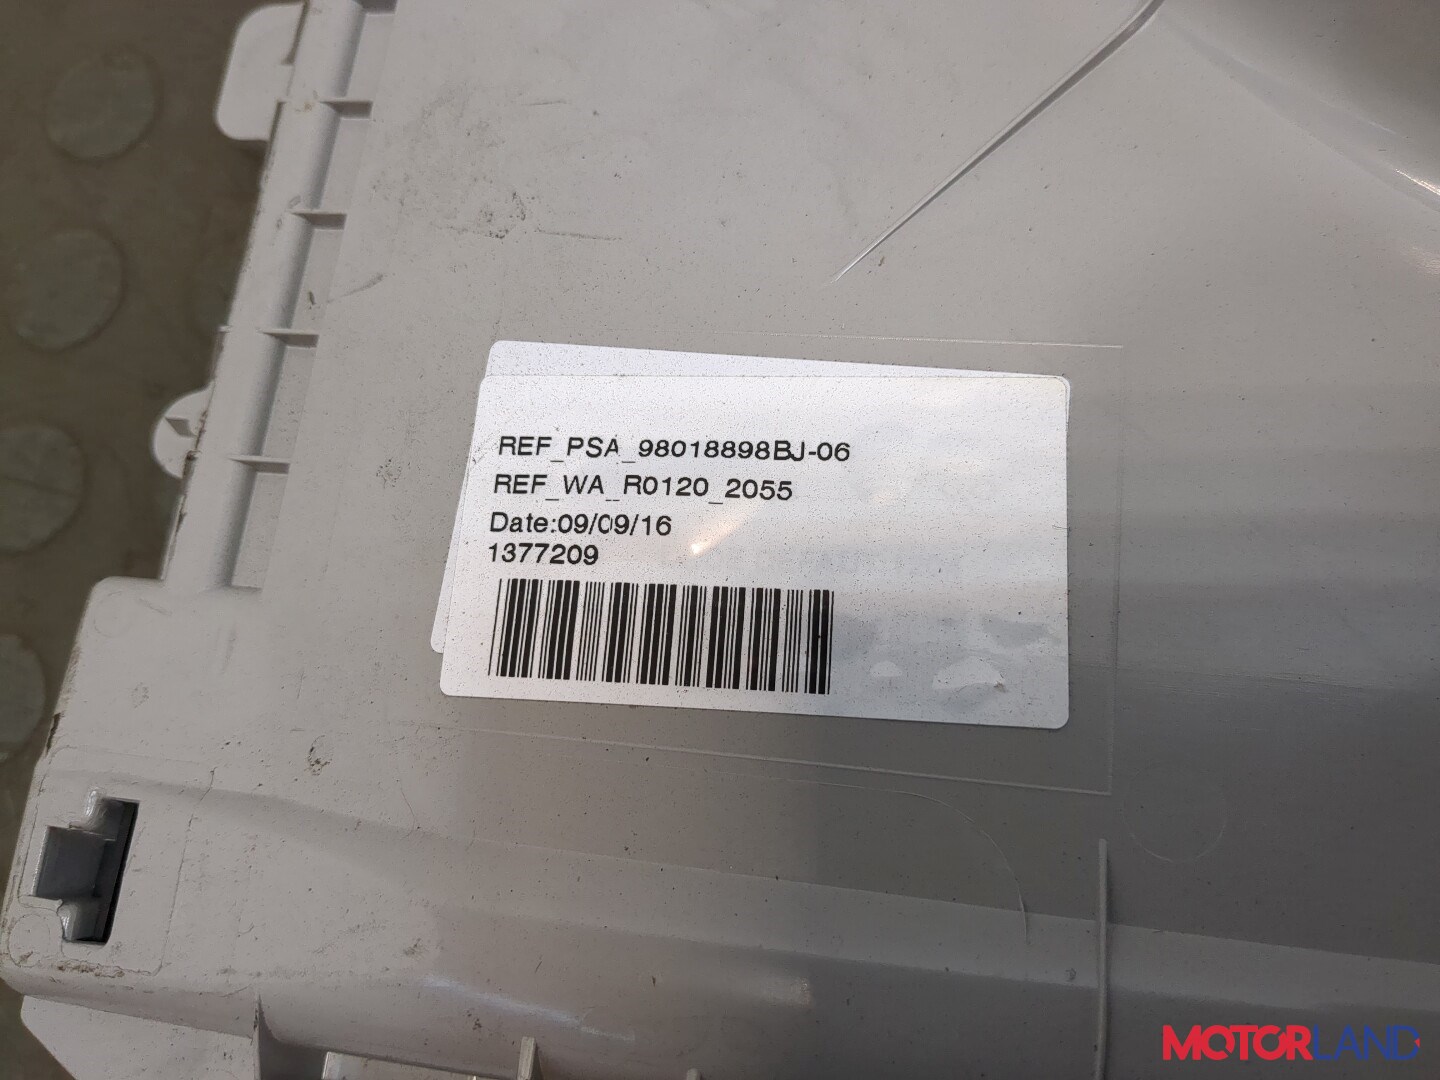 REF_PSA_98018898BJ-06
REF_WA_R0120_2055
Date:09/09/16
1377209
MOTORLAND